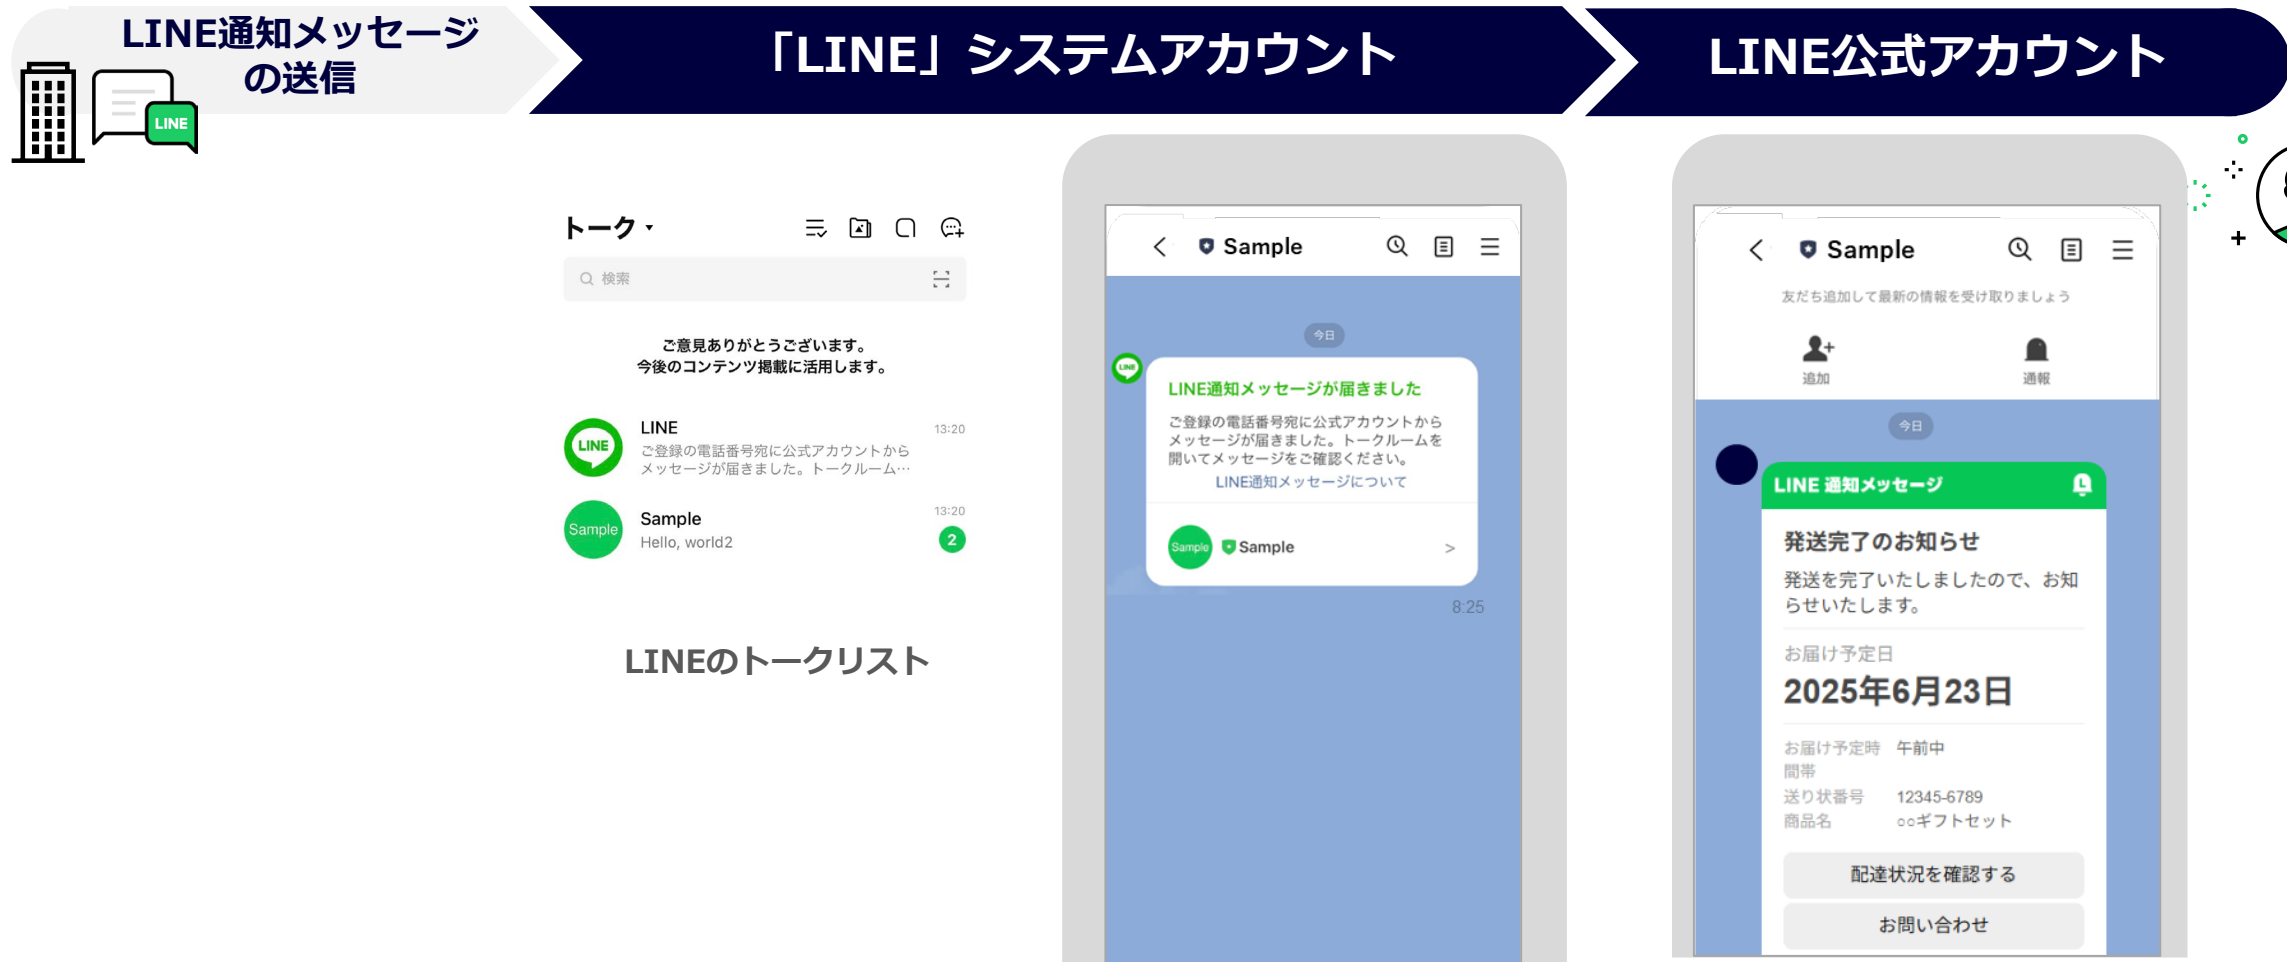 LINE通知メッセージ
の送信
LINE
「LINE」システムアカウント
LINE公式アカウント
トーク
検索
ご意見ありがとうございます。
今後のコンテンツ掲載に活用します。
LINE
LINE
13:20
ご登録の電話番号宛に公式アカウントから
メッセージが届きました。トークルーム…
Sample
Sample
13:20
Hello, world2
2
LINEのトークリスト
Sample
今日
LINE
LINE通知メッセージが届きました
ご登録の電話番号宛に公式アカウントから
メッセージが届きました。トークルームを
開いてメッセージをご確認ください。
LINE通知メッセージについて
Sample
Sample
>
8:25
Sample
友だち追加して最新の情報を受け取りましょう
追加
通報
今日
LINE 通知メッセージ
発送完了のお知らせ
発送を完了いたしましたので、お知
らせいたします。
お届け予定日
2025年6月23日
お届け予定時 午前中
間帯
送り状番号 12345-6789
商品名 ○○ギフトセット
配達状況を確認する
お問い合わせ